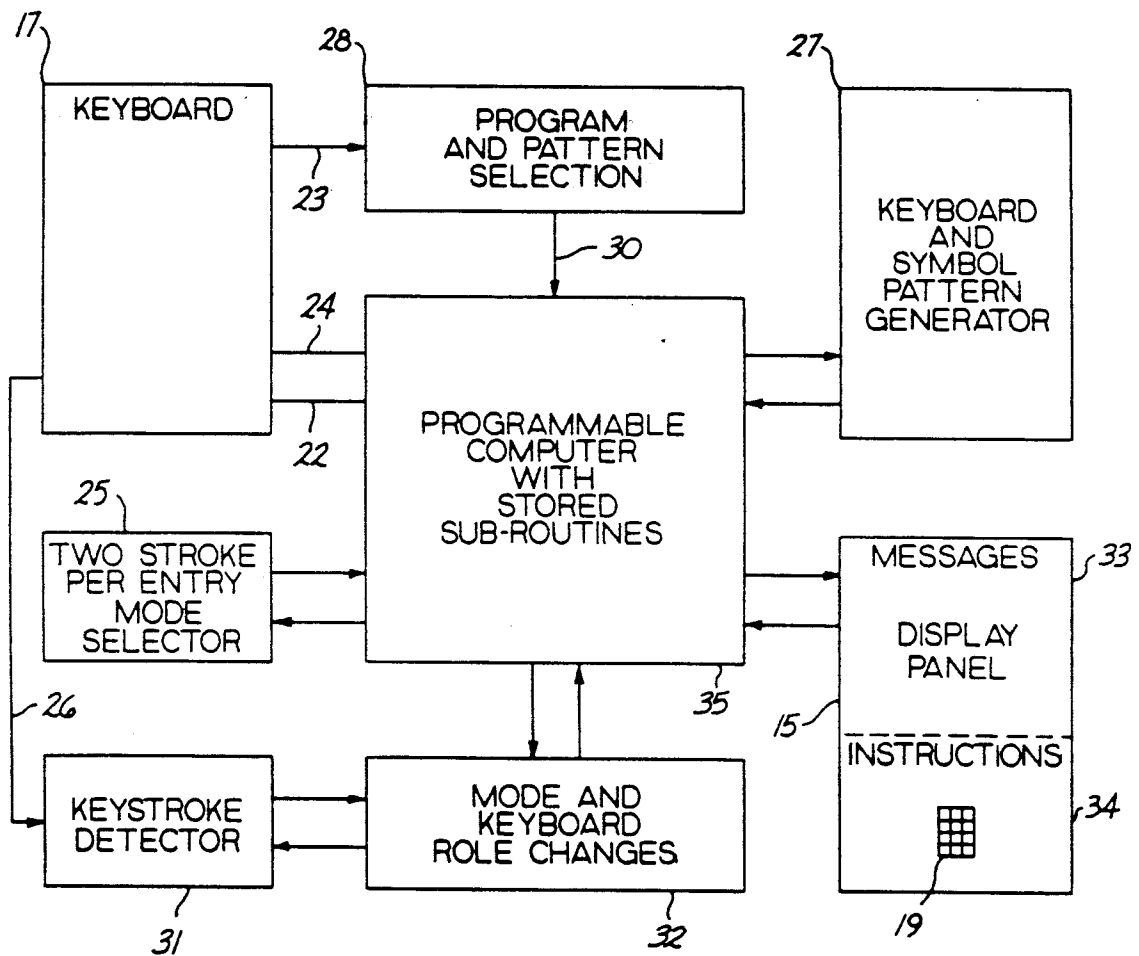 17
KEYBOARD
23
28
PROGRAM
AND PATTERN
SELECTION
30
27
KEYBOARD
AND
SYMBOL
PATTERN
GENERATOR
24
22
PROGRAMMABLE
COMPUTER
WITH
STORED
SUB-ROUTINES
35
25
TWO STROKE
PER ENTRY
MODE
SELECTOR
26
MESSAGES
33
DISPLAY
PANEL
15
INSTRUCTIONS
34
19
KEYSTROKE
DETECTOR
31
MODE AND
KEYBOARD
ROLE CHANGES
32